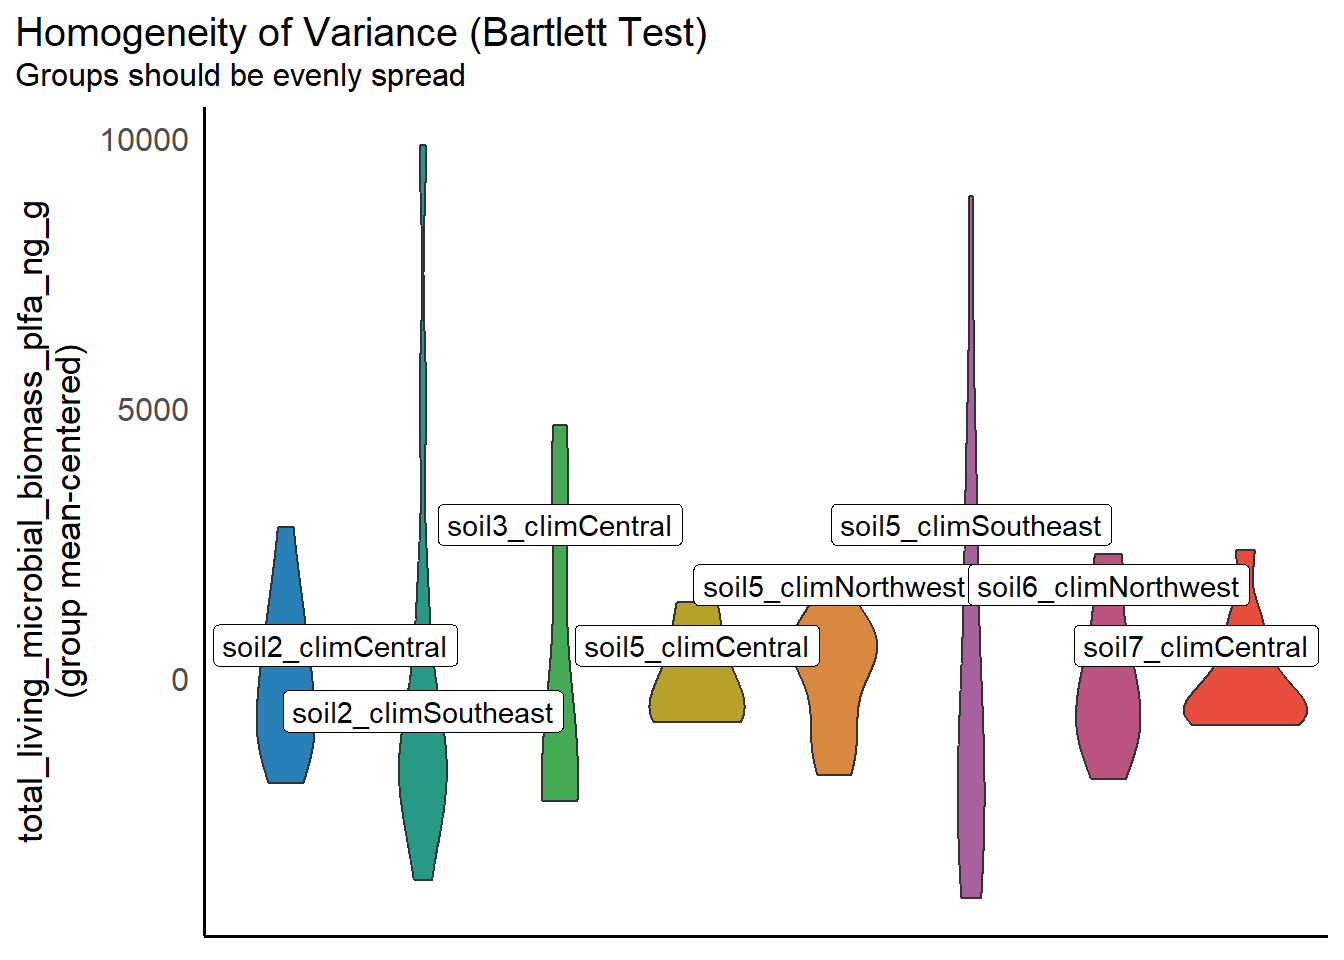 Homogeneity of Variance (Bartlett Test)
Groups should be evenly spread
total_living_microbial_biomass_plfa_ng_g
(group mean-centered)
10000
5000
0
soil2_climCentral
soil2_climSoutheast
soil3_climCentral
soil5_climCentral
soil5_climNorthwest
soil5_climSoutheast
soil6_climNorthwest
soil7_climCentral